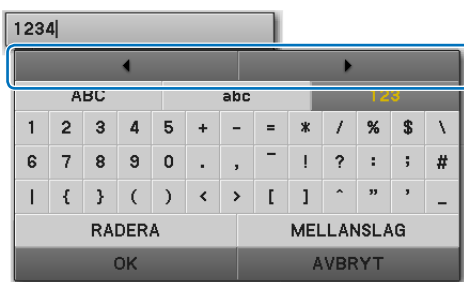 1234
◀ ▶
ABC abc 123
1 2 3 4 5 + - = * / % $ \
6 7 8 9 0 . , ‾ ! ? : ; #
| { } ( ) < > [ ] ^ ” ’ _
RADERA MELLANSLAG
OK AVBRYT